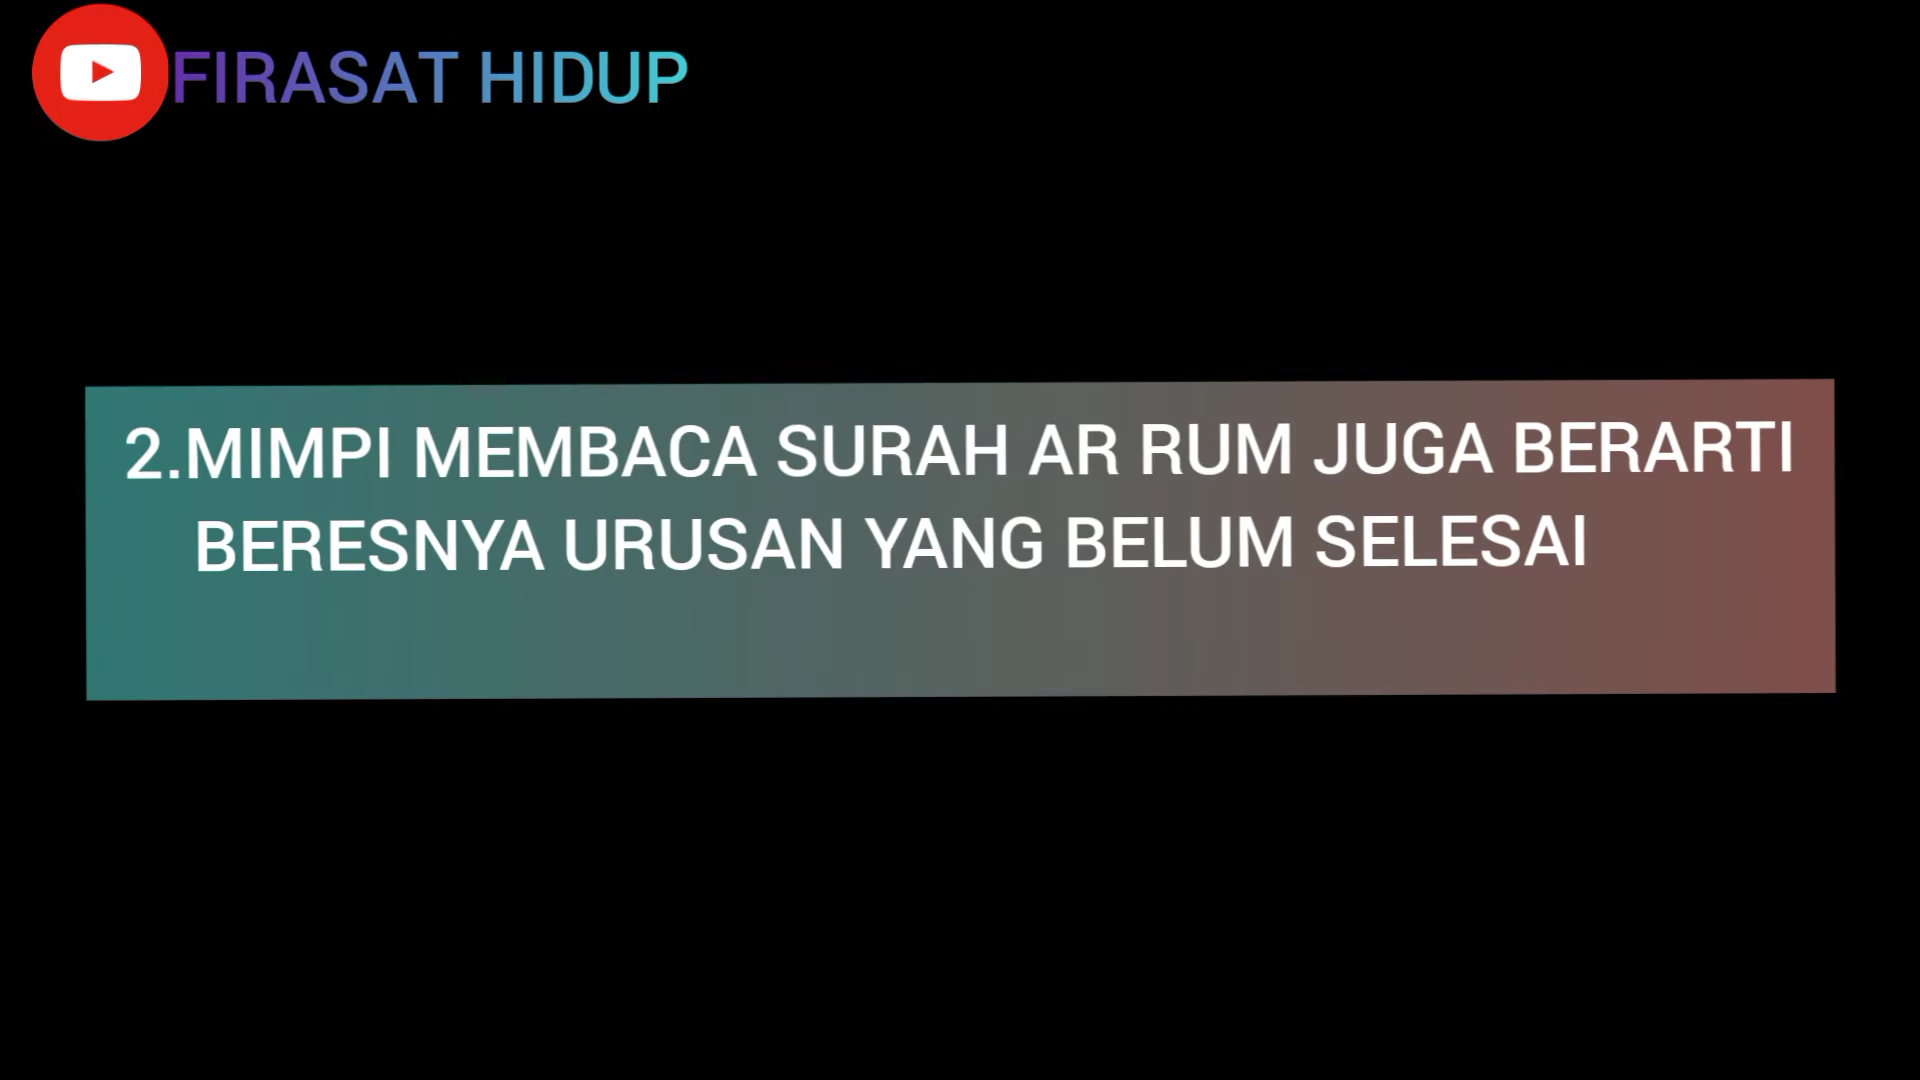 FIRASAT HIDUP
2.MIMPI MEMBACA SURAH AR RUM JUGA BERARTI
BERESNYA URUSAN YANG BELUM SELESAI